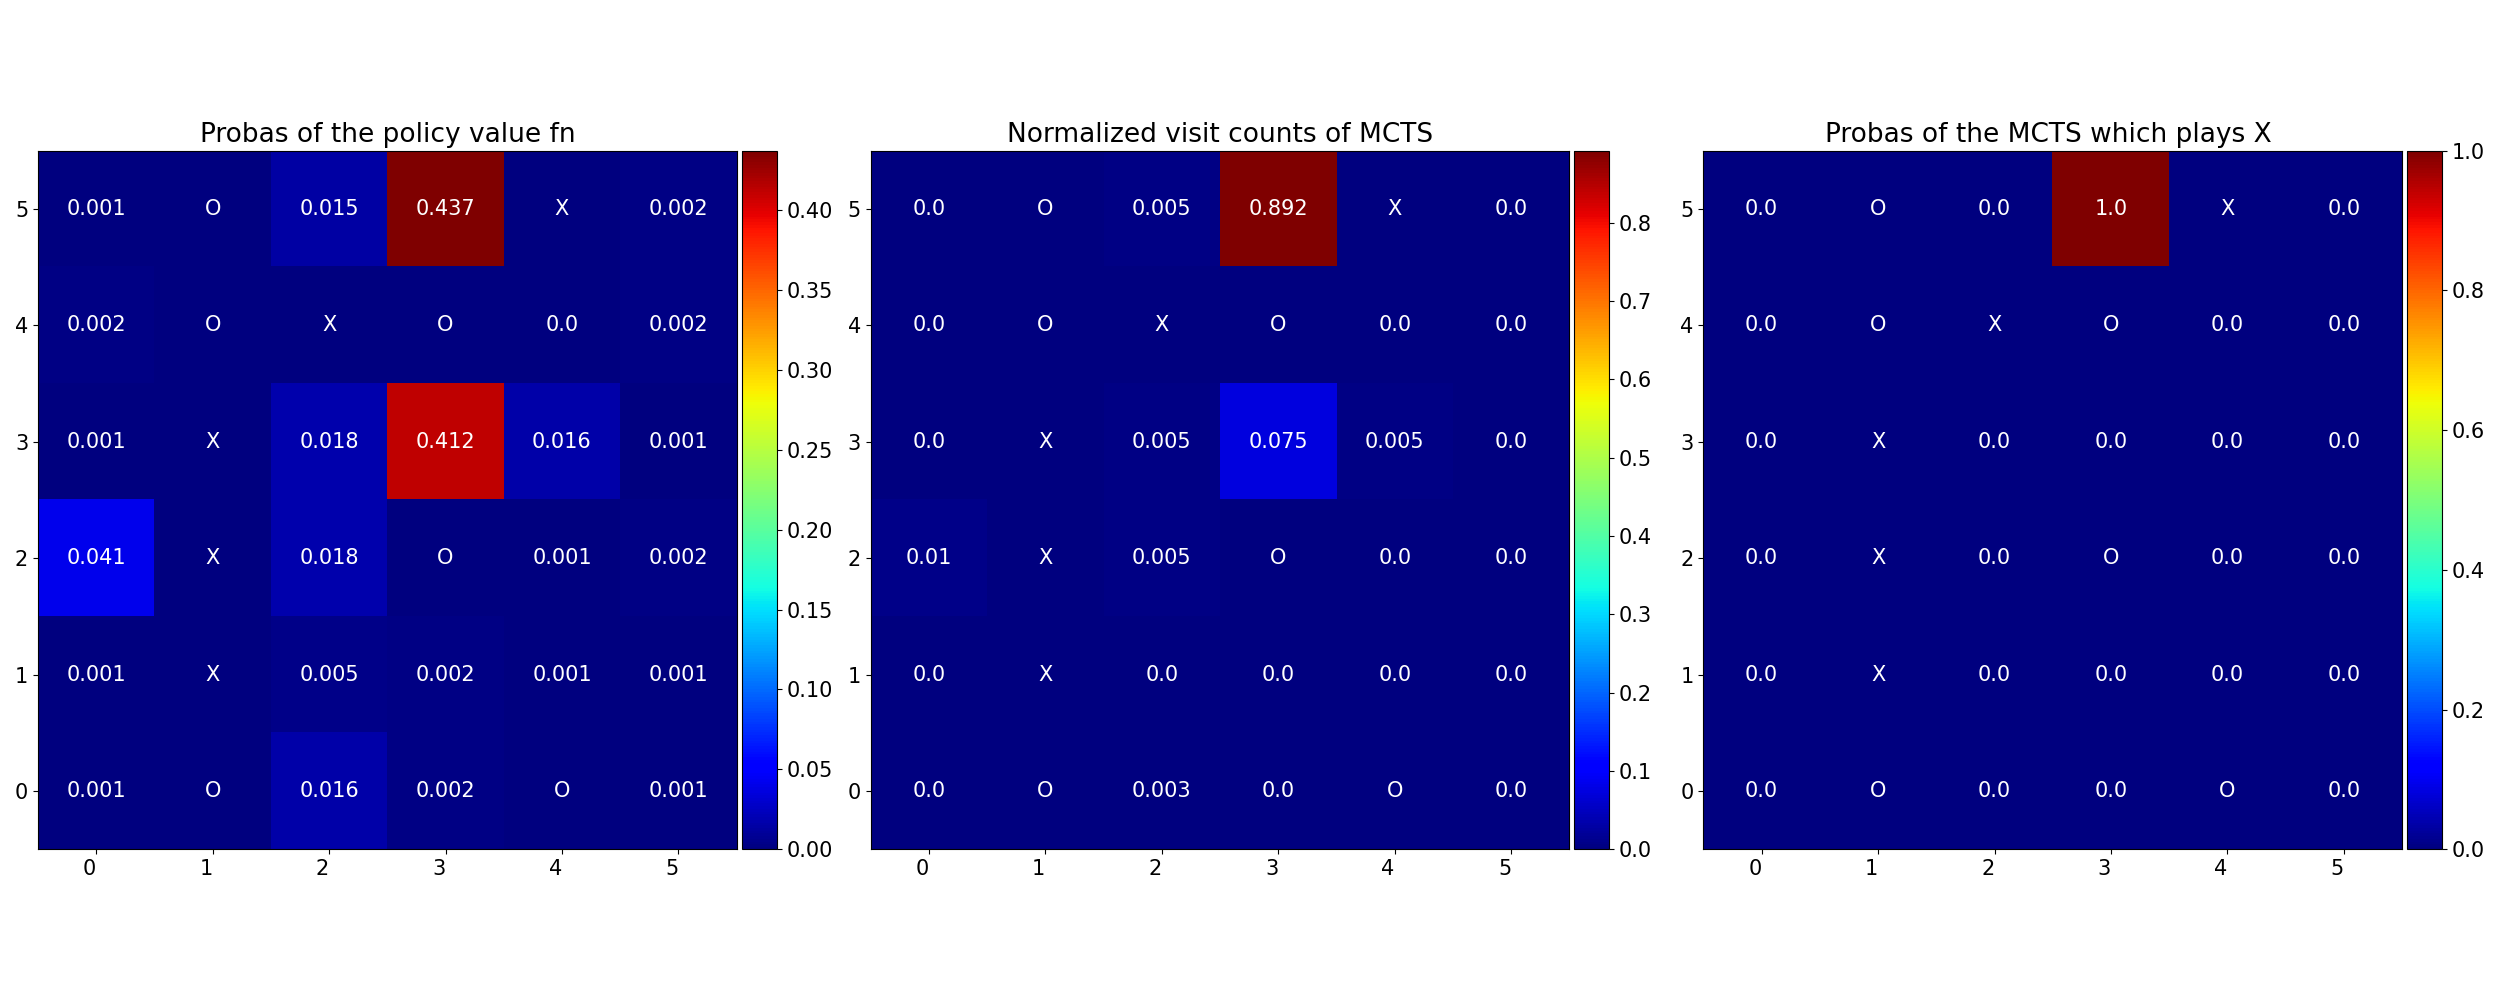 Probas of the policy value fn
5 0.001 O 0.015 0.437 X 0.002
4 0.002 O X O 0.0 0.002
3 0.001 X 0.018 0.412 0.016 0.001
2 0.041 X 0.018 O 0.001 0.002
1 0.001 X 0.005 0.002 0.001 0.001
0 0.001 O 0.016 0.002 O 0.001
0 1 2 3 4 5
0.40
0.35
0.30
0.25
0.20
0.15
0.10
0.05
0.00
Normalized visit counts of MCTS
5 0.0 O 0.005 0.892 X 0.0
4 0.0 O X O 0.0 0.0
3 0.0 X 0.005 0.075 0.005 0.0
2 0.01 X 0.005 O 0.0 0.0
1 0.0 X 0.0 0.0 0.0 0.0
0 0.0 O 0.003 0.0 O 0.0
0 1 2 3 4 5
0.8
0.7
0.6
0.5
0.4
0.3
0.2
0.1
0.0
Probas of the MCTS which plays X
5 0.0 O 0.0 1.0 X 0.0
4 0.0 O X O 0.0 0.0
3 0.0 X 0.0 0.0 0.0 0.0
2 0.0 X 0.0 O 0.0 0.0
1 0.0 X 0.0 0.0 0.0 0.0
0 0.0 O 0.0 0.0 O 0.0
0 1 2 3 4 5
1.0
0.8
0.6
0.4
0.2
0.0